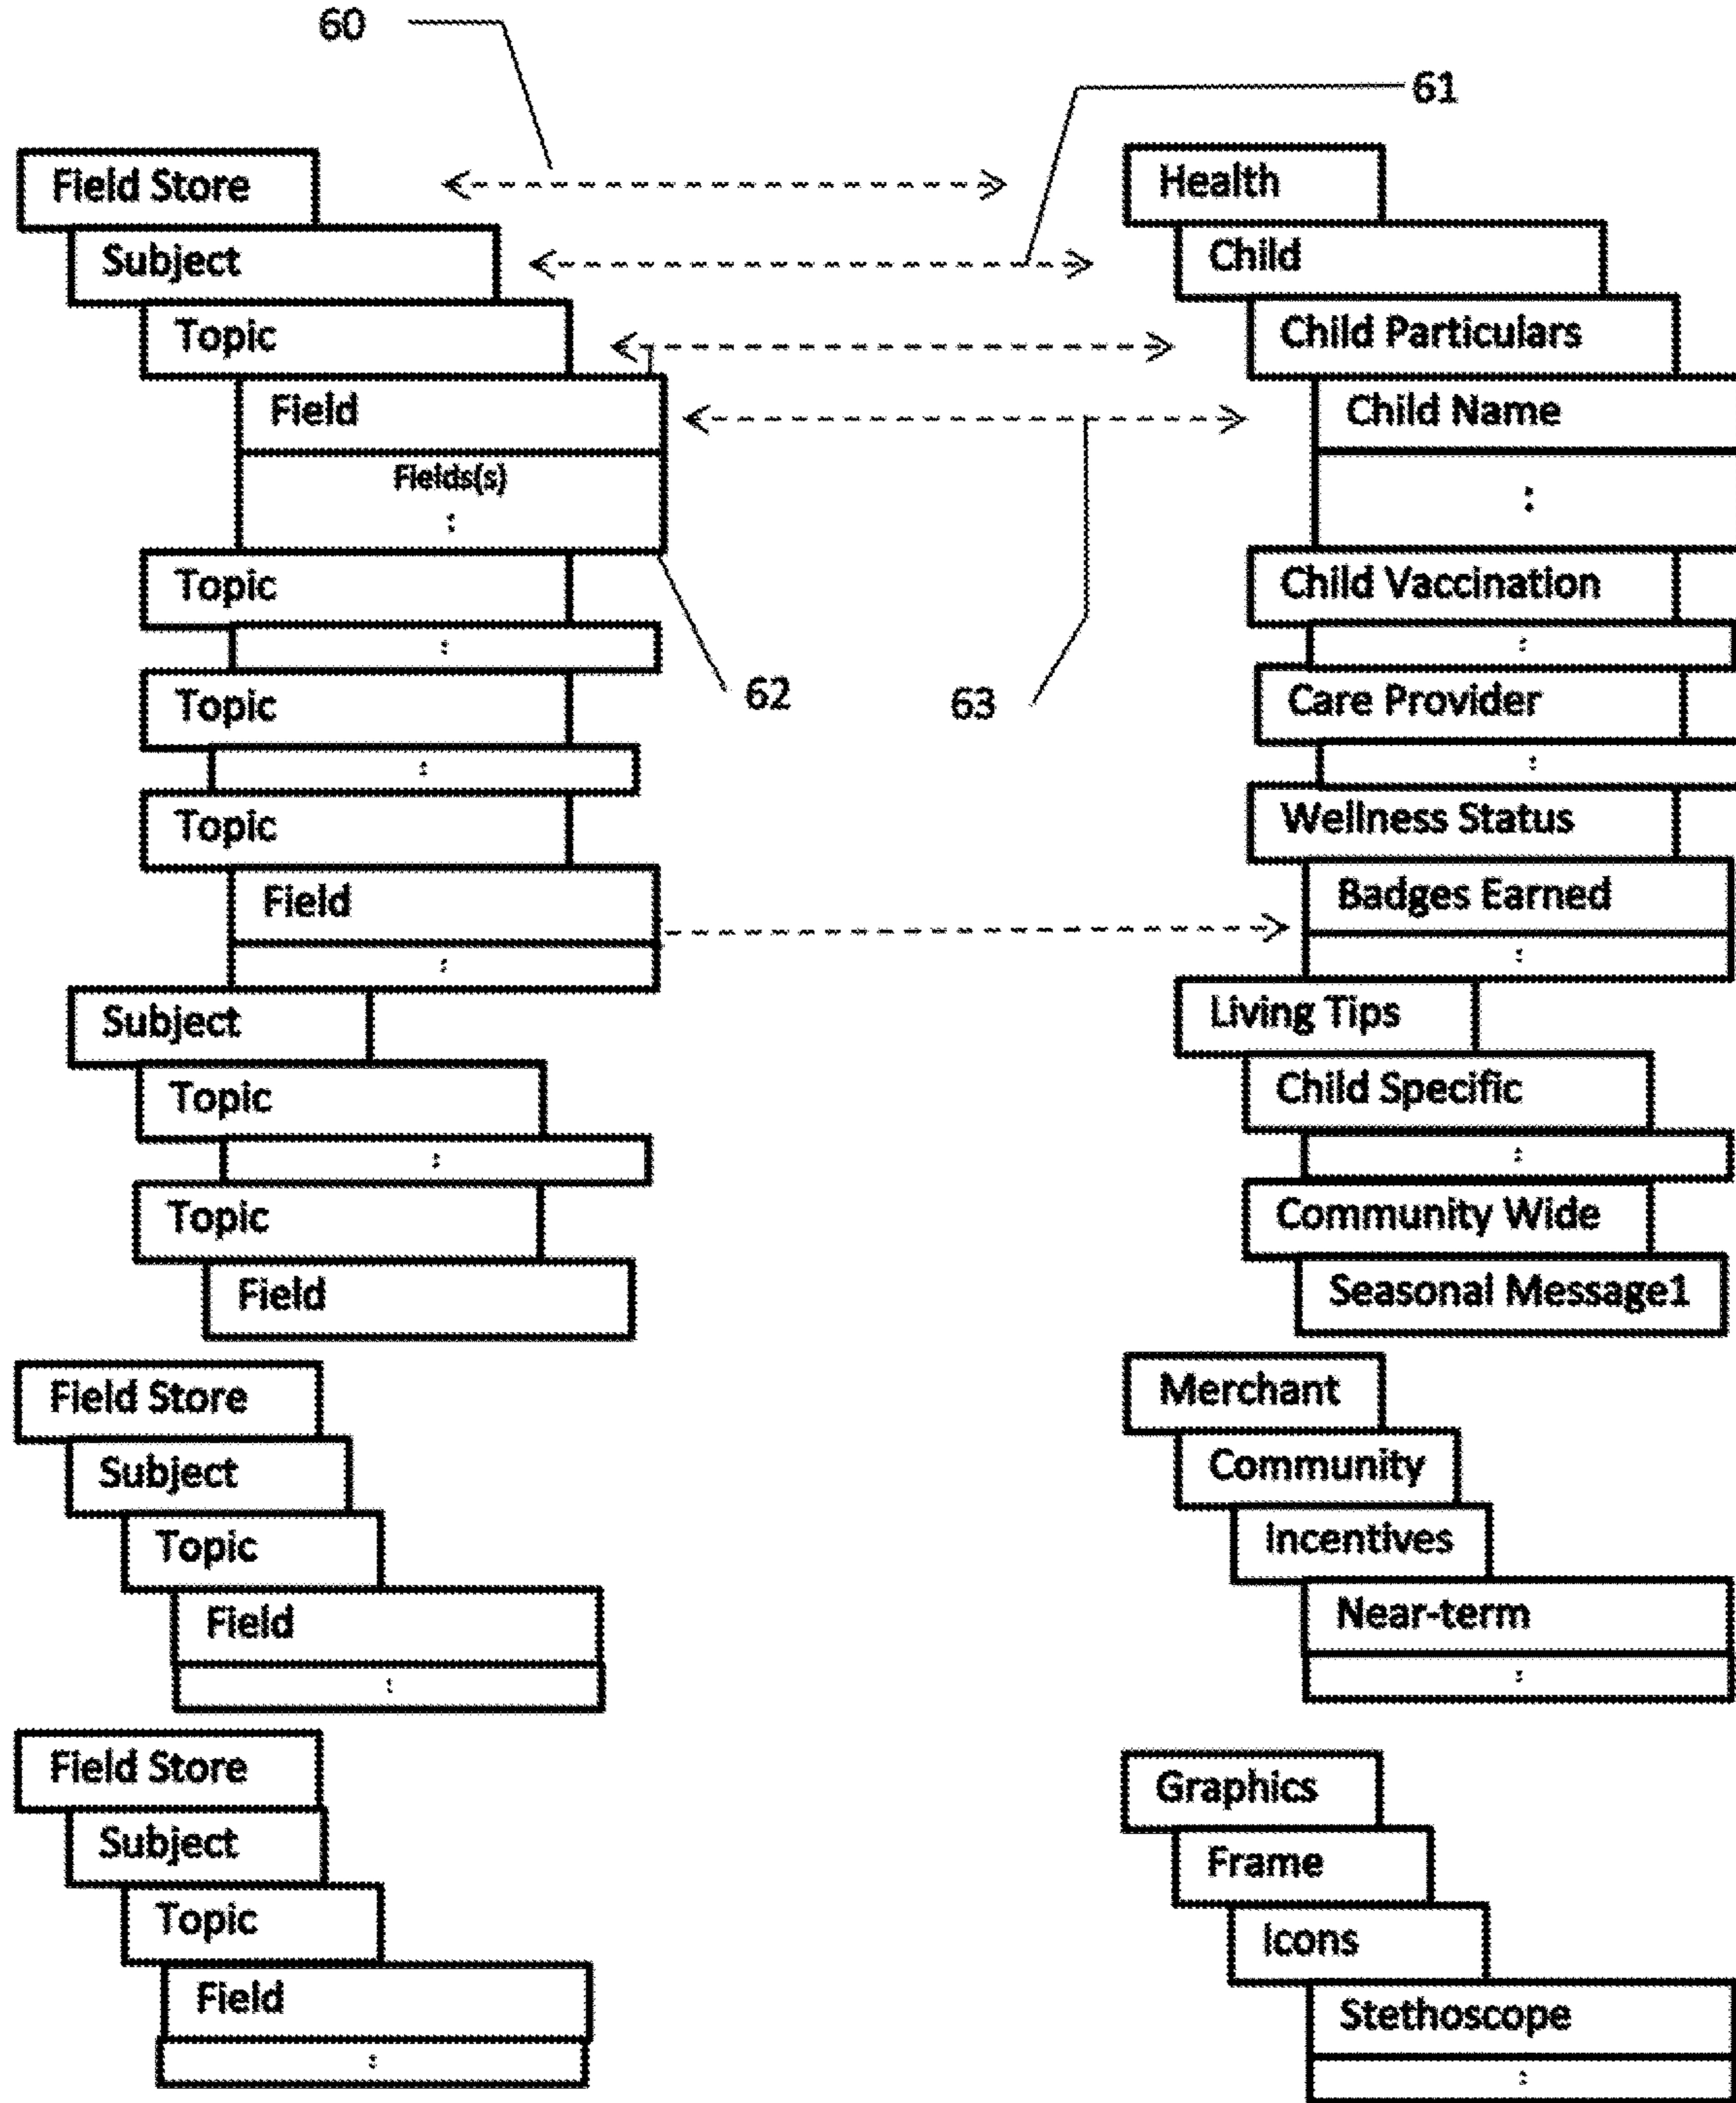 60
61
Field Store
Subject
Topic
Field
Fields(s)
:
Topic
:
Topic
:
Topic
Field
:
Subject
Topic
:
Topic
Field
Field Store
Subject
Topic
Field
:
Field Store
Subject
Topic
Field
:
62
63
Health
Child
Child Particulars
Child Name
:
Child Vaccination
:
Care Provider
:
Wellness Status
Badges Earned
:
Living Tips
Child Specific
:
Community Wide
Seasonal Message1
Merchant
Community
Incentives
Near-term
:
Graphics
Frame
Icons
Stethoscope
: